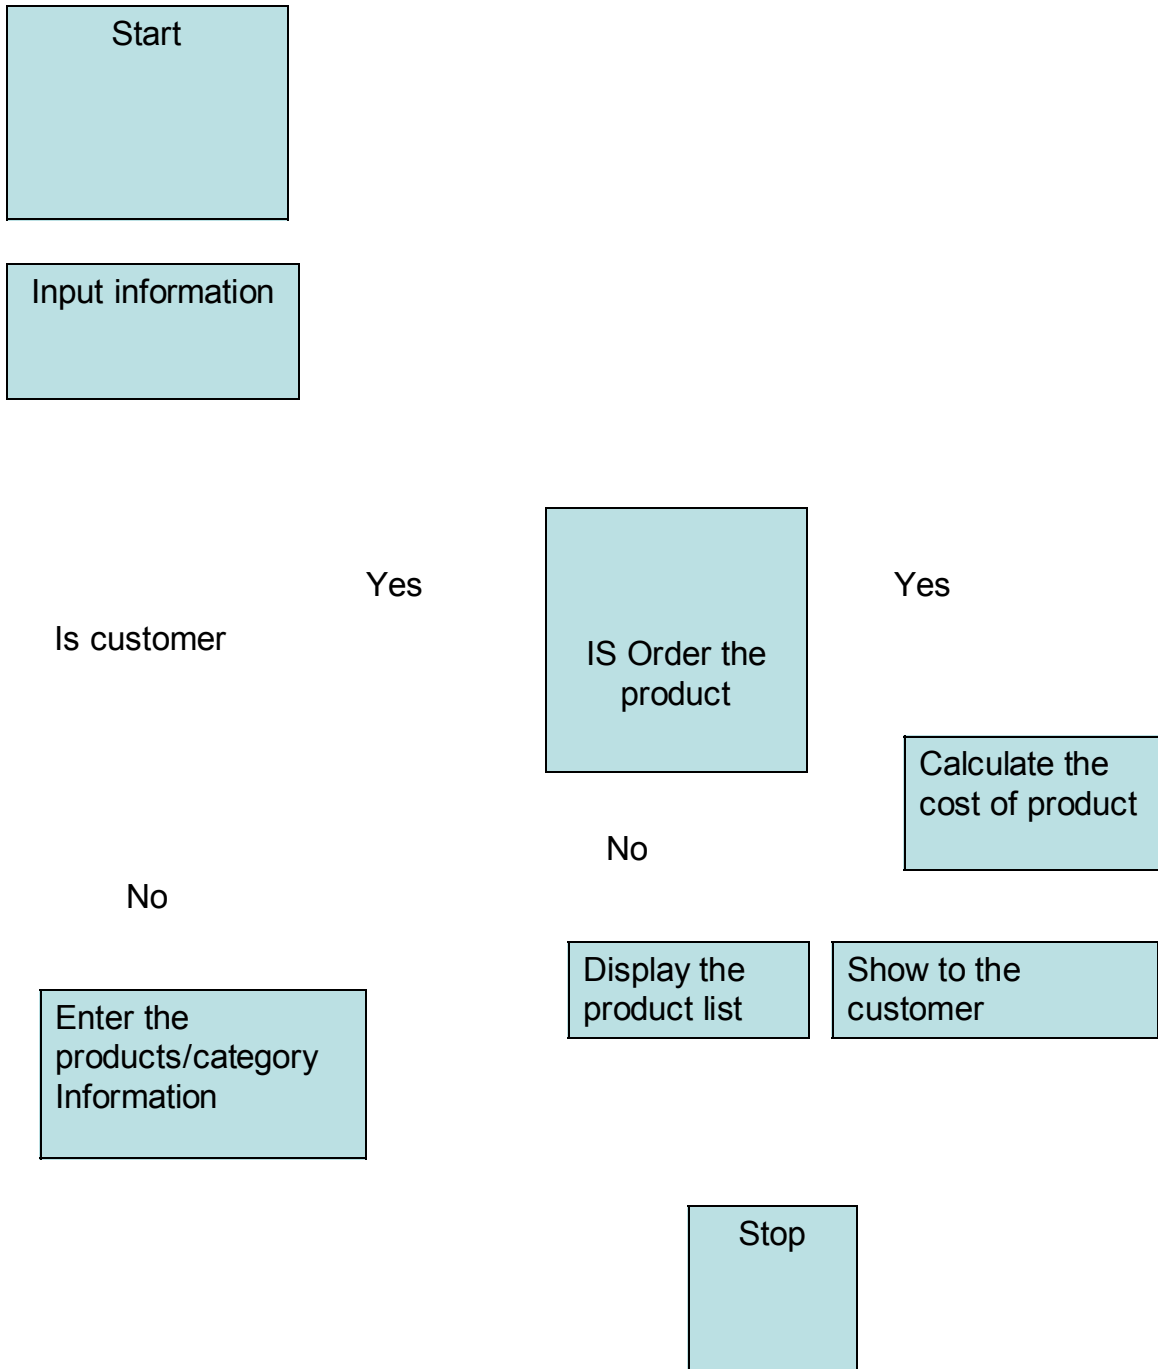 Start
Input information
Yes
Yes
Is customer
IS Order the
product
Calculate the
cost of product
No
No
Display the
product list
Show to the
customer
Enter the
products/category
Information
Stop